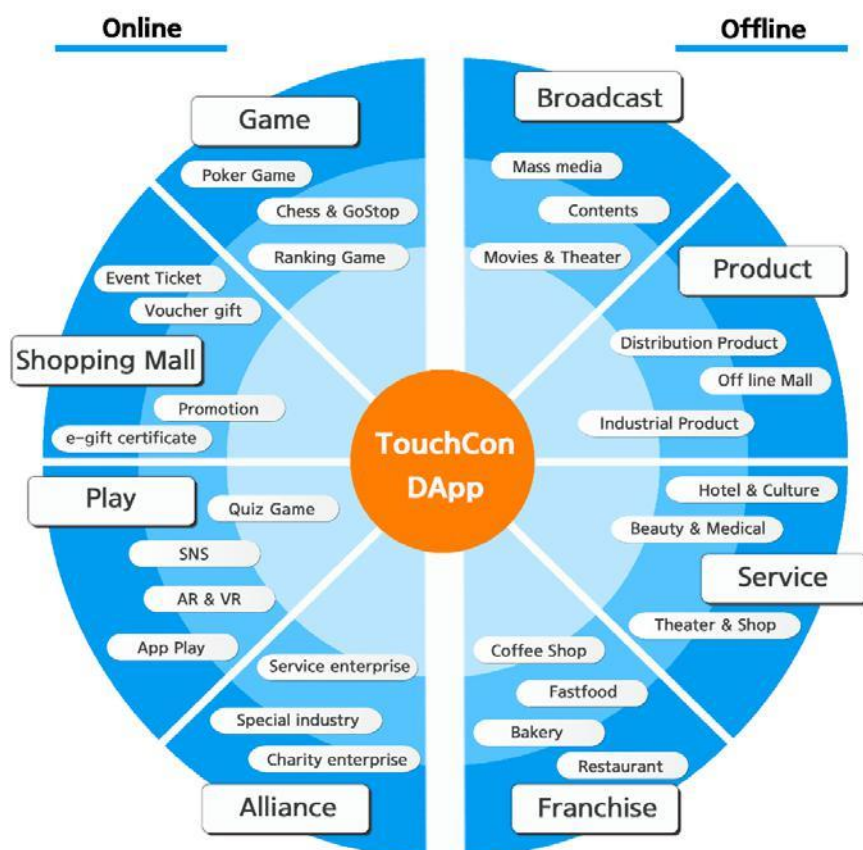 Online
Offline
Game
Poker Game
Chess & GoStop
Ranking Game
Event Ticket
Voucher gift
Shopping Mall
Promotion
e-gift certificate
Play
Quiz Game
SNS
AR & VR
App Play
Service enterprise
Special industry
Charity enterprise
Alliance
TouchCon
DApp
Broadcast
Mass media
Contents
Movies & Theater
Product
Distribution Product
Off line Mall
Industrial Product
Hotel & Culture
Beauty & Medical
Service
Theater & Shop
Coffee Shop
Fastfood
Bakery
Restaurant
Franchise